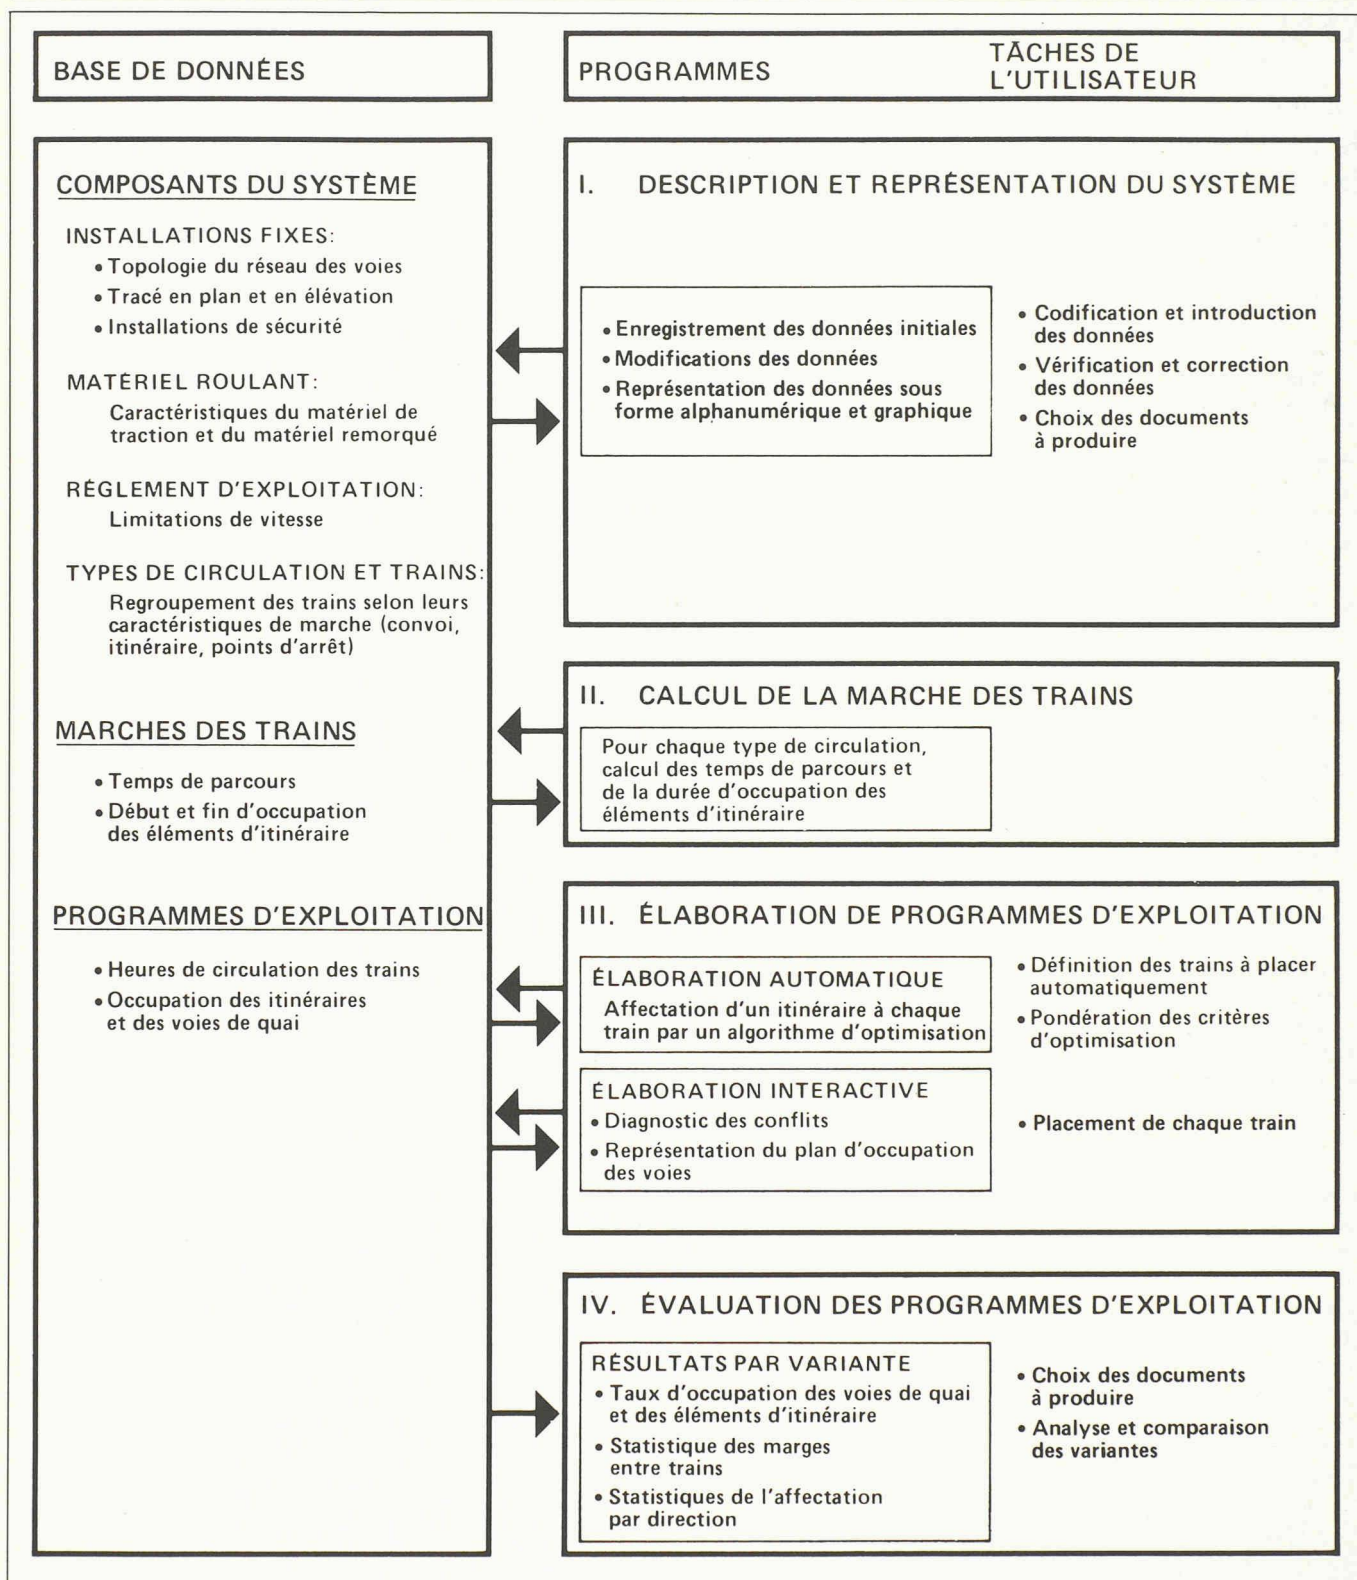 BASE DE DONNÉES
PROGRAMMES
TÂCHES DE
L'UTILISATEUR
COMPOSANTS DU SYSTÈME
INSTALLATIONS FIXES:
• Topologie du réseau des voies
• Tracé en plan et en élévation
• Installations de sécurité
MATÉRIEL ROULANT:
Caractéristiques du matériel de
traction et du matériel remorqué
RÈGLEMENT D'EXPLOITATION:
Limitations de vitesse
TYPES DE CIRCULATION ET TRAINS:
Regroupement des trains selon leurs
caractéristiques de marche (convoi,
itinéraire, points d'arrêt)
MARCHES DES TRAINS
• Temps de parcours
• Début et fin d'occupation
des éléments d'itinéraire
PROGRAMMES D'EXPLOITATION
• Heures de circulation des trains
• Occupation des itinéraires
et des voies de quai
I. DESCRIPTION ET REPRÉSENTATION DU SYSTÈME
• Enregistrement des données initiales
• Modifications des données
• Représentation des données sous
forme alphanumérique et graphique
• Codification et introduction
des données
• Vérification et correction
des données
• Choix des documents
à produire
II. CALCUL DE LA MARCHE DES TRAINS
Pour chaque type de circulation,
calcul des temps de parcours et
de la durée d'occupation des
éléments d'itinéraire
III. ÉLABORATION DE PROGRAMMES D'EXPLOITATION
ÉLABORATION AUTOMATIQUE
Affectation d'un itinéraire à chaque
train par un algorithme d'optimisation
• Définition des trains à placer
automatiquement
• Pondération des critères
d'optimisation
ÉLABORATION INTERACTIVE
• Diagnostic des conflits
• Représentation du plan d'occupation
des voies
• Placement de chaque train
IV. ÉVALUATION DES PROGRAMMES D'EXPLOITATION
RÉSULTATS PAR VARIANTE
• Taux d'occupation des voies de quai
et des éléments d'itinéraire
• Statistique des marges
entre trains
• Statistiques de l'affectation
par direction
• Choix des documents
à produire
• Analyse et comparaison
des variantes